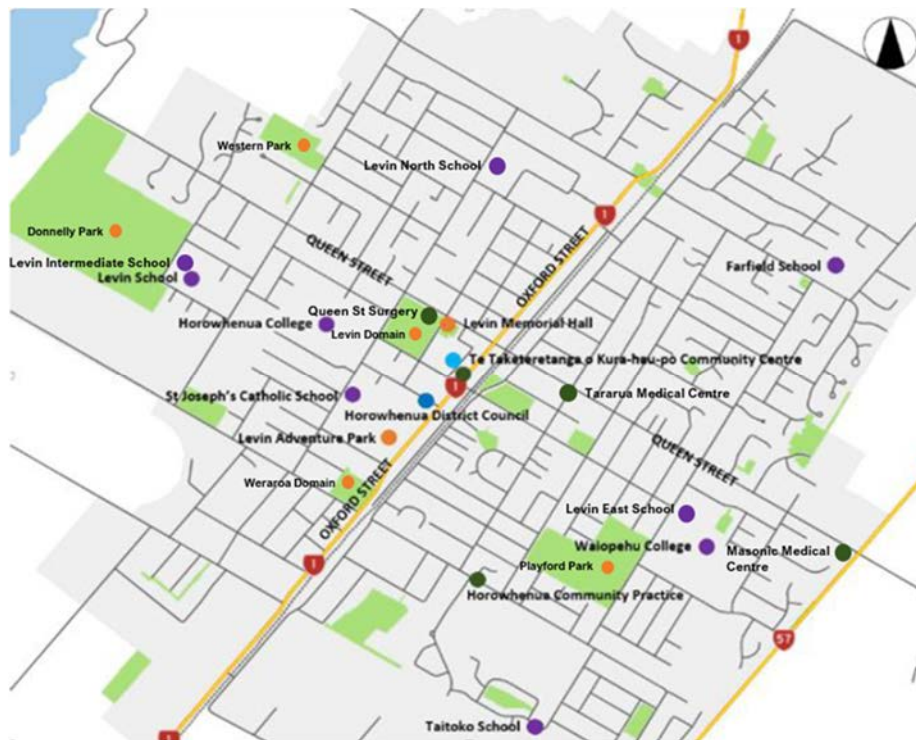 1
Western Park
Levin North School
1
Donnelly Park
QUEEN STREET
OXFORD STREET
Levin Intermediate School
Levin School
Farfield School
Queen St Surgery
Horowhenua College
Levin Domain
Levin Memorial Hall
Te Taketeretanga o Kura-hau-pō Community Centre
1
St Joseph's Catholic School
Tararua Medical Centre
Horowhenua District Council
Levin Adventure Park
QUEEN STREET
Weraroa Domain
OXFORD STREET
Levin East School
Waiopehu College
Masonic Medical
Centre
1
Playford Park
Horowhenua Community Practice
57
Taitoko School
1